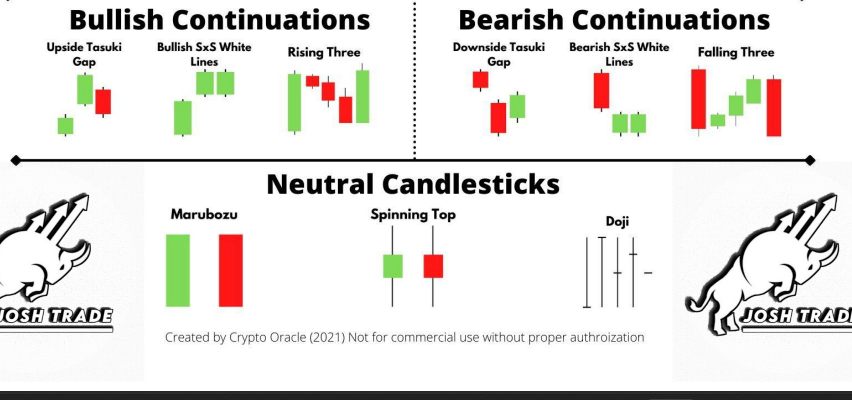 Bullish Continuations
Bearish Continuations
Upside Tasuki
Gap
Bullish SxS White
Lines
Rising Three
Downside Tasuki
Gap
Bearish SxS White
Lines
Falling Three
Neutral Candlesticks
Marubozu
Spinning Top
Doji
JOSH TRADE
JOSH TRADE
Created by Crypto Oracle (2021) Not for commercial use without proper authroization